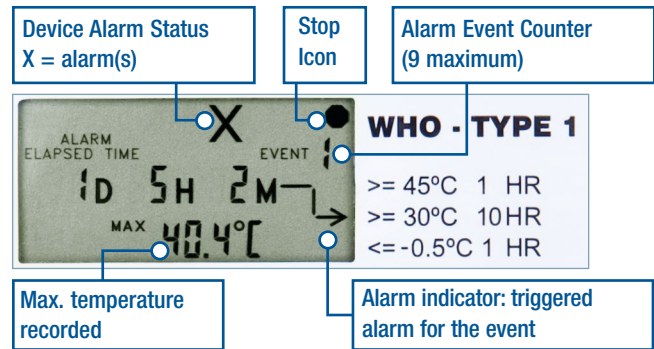 Device Alarm Status
X = alarm(s)
Stop
Icon
Alarm Event Counter
(9 maximum)
X
ALARM
ELAPSED TIME
EVENT 1
1D 5H 2M
MAX 40.4°C
WHO - TYPE 1
>= 45ºC 1 HR
>= 30ºC 10HR
<= -0.5ºC 1 HR
Max. temperature
recorded
Alarm indicator: triggered
alarm for the event